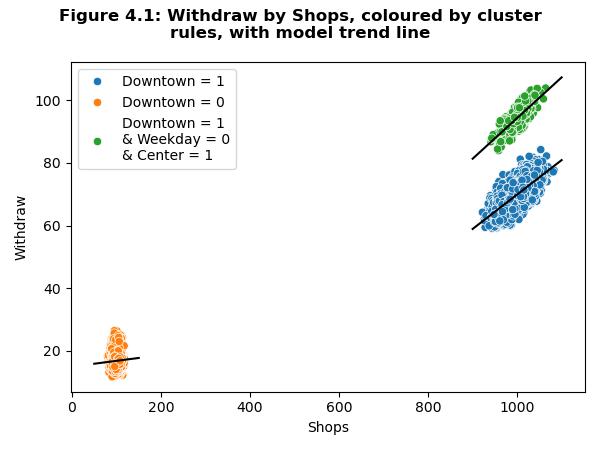 Figure 4.1: Withdraw by Shops, coloured by cluster
rules, with model trend line
Downtown = 1
Downtown = 0
Downtown = 1
& Weekday = 0
& Center = 1
Withdraw
100
80
60
40
20
0
200
400
600
800
1000
Shops